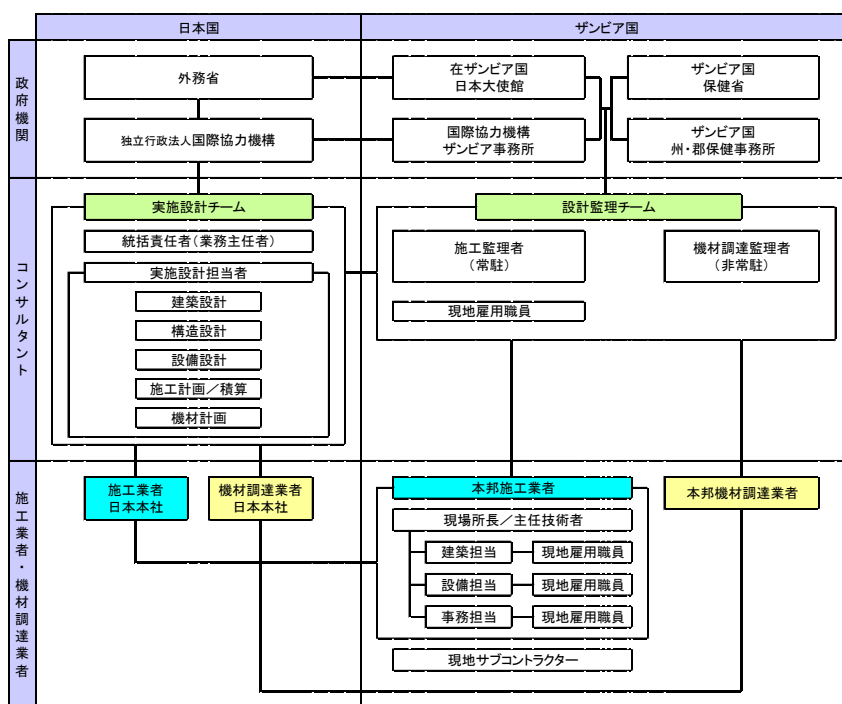 日本国
ザンビア国
政府機関
外務省
在ザンビア国
日本大使館
ザンビア国
保健省
独立行政法人国際協力機構
国際協力機構
ザンビア事務所
ザンビア国
州・郡保健事務所
コンサルタント
実施設計チーム
設計監理チーム
統括責任者（業務主任者）
施工監理者
（常駐）
機材調達監理者
（非常駐）
実施設計担当者
建築設計
現地雇用職員
構造設計
設備設計
施工計画／積算
機材計画
施工業者・機材調達業者
施工業者
日本本社
機材調達業者
日本本社
本邦施工業者
本邦機材調達業者
現場所長／主任技術者
建築担当
現地雇用職員
設備担当
現地雇用職員
事務担当
現地雇用職員
現地サブコントラクター